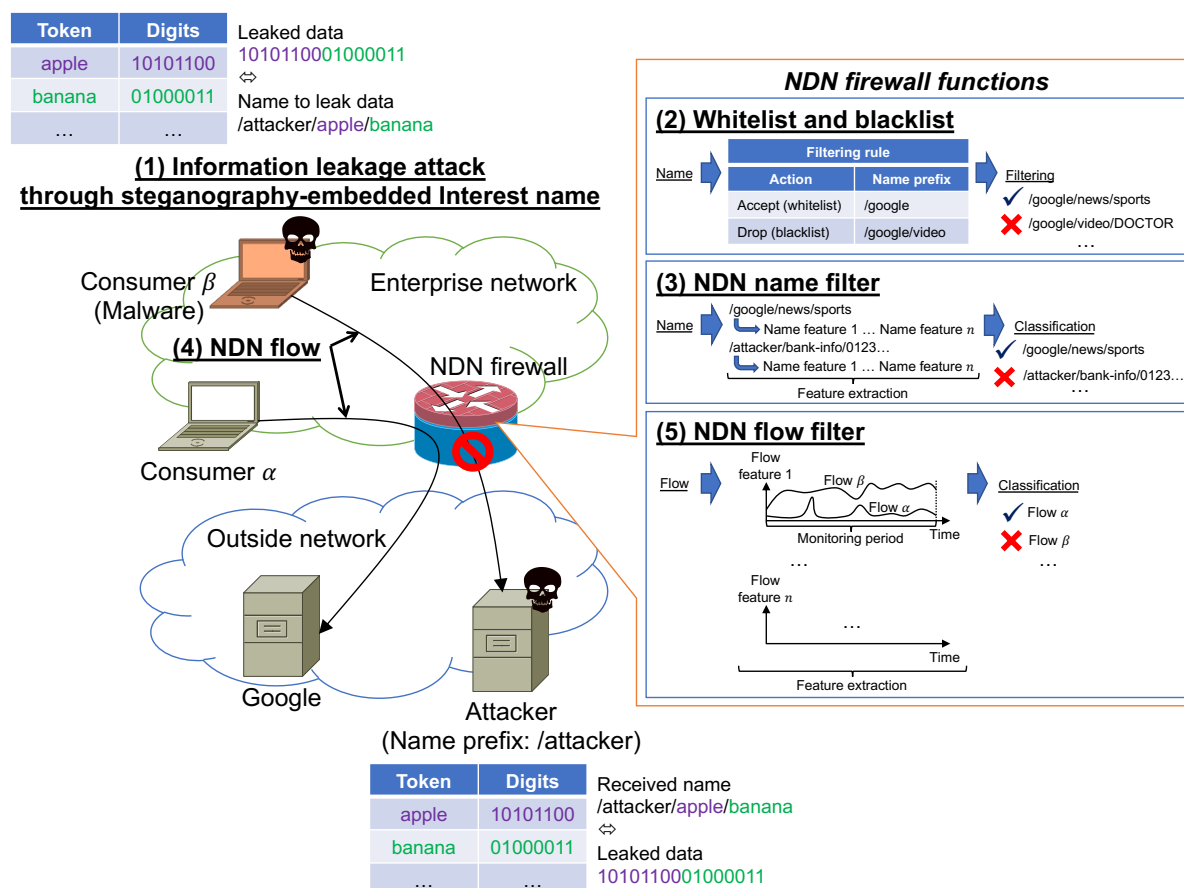 Token Digits
apple 10101100
banana 01000011
… …
Leaked data
1010110001000011
⇔
Name to leak data
/attacker/apple/banana
(1) Information leakage attack
through steganography-embedded Interest name
Consumer β
(Malware)
Enterprise network
(4) NDN flow
NDN firewall
Consumer α
Outside network
Google
Attacker
(Name prefix: /attacker)
Token Digits
apple 10101100
banana 01000011
… …
Received name
/attacker/apple/banana
⇔
Leaked data
1010110001000011
NDN firewall functions
(2) Whitelist and blacklist
Name
Filtering rule
Action Name prefix
Accept (whitelist) /google
Drop (blacklist) /google/video
Filtering
/google/news/sports
/google/video/DOCTOR
…
(3) NDN name filter
Name
/google/news/sports
Name feature 1 … Name feature n
/attacker/bank-info/0123…
Name feature 1 … Name feature n
Feature extraction
Classification
/google/news/sports
/attacker/bank-info/0123…
…
(5) NDN flow filter
Flow
Flow
feature 1
Flow β
Flow α
Time
Monitoring period
…
Flow
feature n
…
Time
Feature extraction
Classification
Flow α
Flow β
…